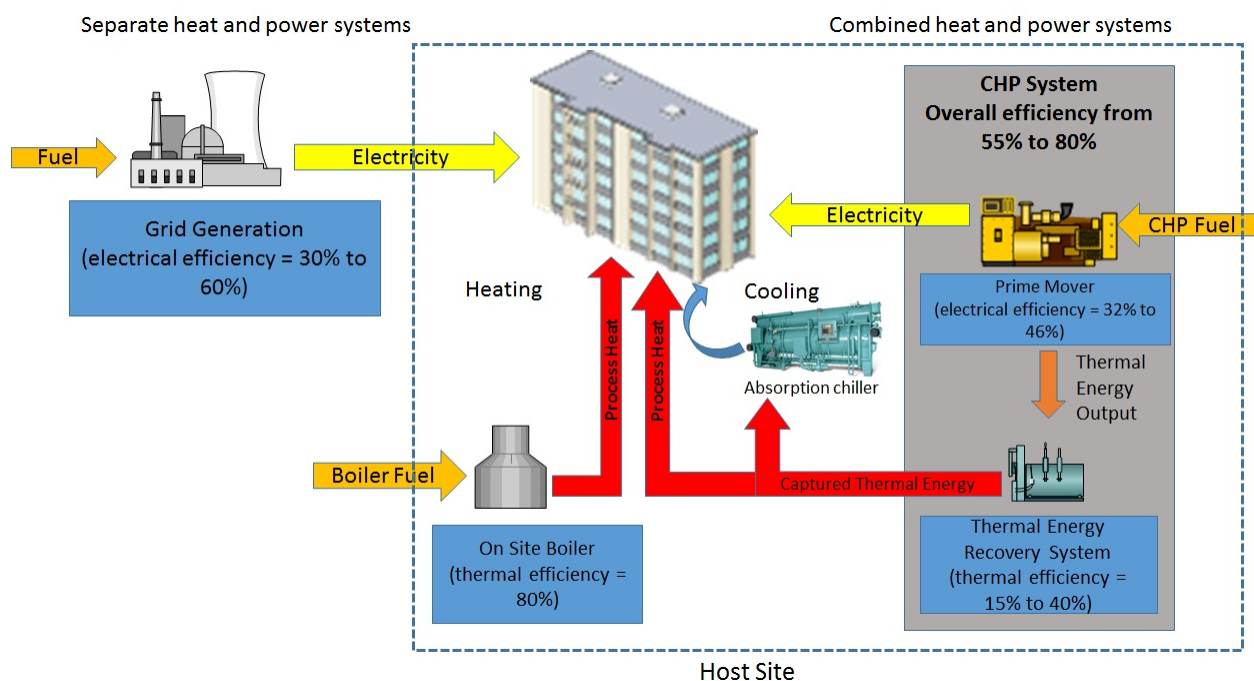 Separate heat and power systems
Combined heat and power systems
Fuel
Electricity
Grid Generation
(electrical efficiency = 30% to
60%)
Heating
Cooling
CHP System
Overall efficiency from
55% to 80%
Electricity
CHP Fuel
Prime Mover
(electrical efficiency = 32% to
46%)
Thermal
Energy
Output
Absorption chiller
Process Heat
Process Heat
Boiler Fuel
Captured Thermal Energy
On Site Boiler
(thermal efficiency =
80%)
Thermal Energy
Recovery System
(thermal efficiency =
15% to 40%)
Host Site